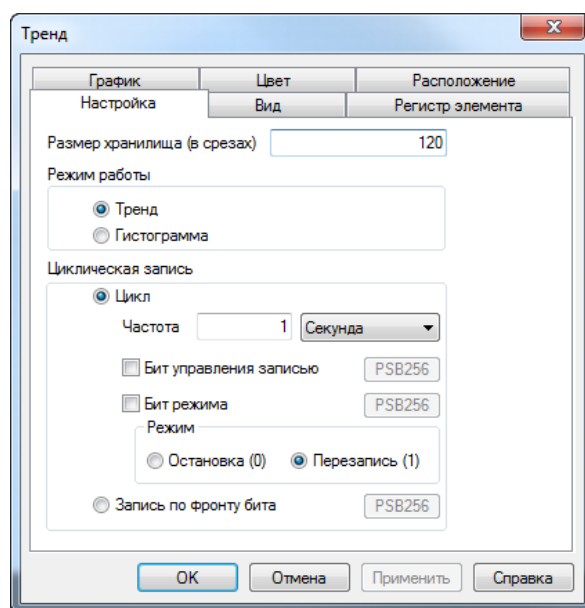 Тренд
График Цвет Расположение
Настройка Вид Регистр элемента
Размер хранилища (в срезах) 120
Режим работы
Тренд
Гистограмма
Циклическая запись
Цикл
Частота 1 Секунда
Бит управления записью PSB256
Бит режима PSB256
Режим
Остановка (0) Перезапись (1)
Запись по фронту бита PSB256
OK Отмена Применить Справка